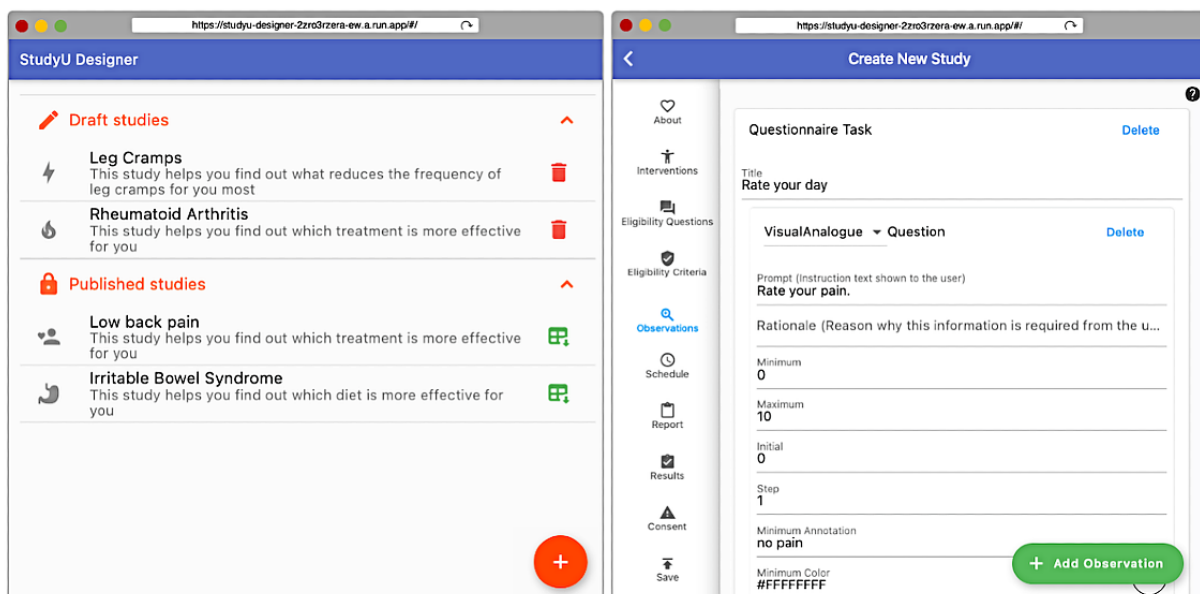 https://studyu-designer-2zro3rzera-ew.a.run.app/#/
StudyU Designer
Draft studies
Leg Cramps
This study helps you find out what reduces the frequency of
leg cramps for you most
Rheumatoid Arthritis
This study helps you find out which treatment is more effective
for you
Published studies
Low back pain
This study helps you find out which treatment is more effective
for you
Irritable Bowel Syndrome
This study helps you find out which diet is more effective for
you
+
https://studyu-designer-2zro3rzera-ew.a.run.app/#/
Create New Study
?
About
Interventions
Eligibility Questions
Eligibility Criteria
Observations
Schedule
Report
Results
Consent
Save
Questionnaire Task
Delete
Title
Rate your day
VisualAnalogue Question
Delete
Prompt (Instruction text shown to the user)
Rate your pain.
Rationale (Reason why this information is required from the u...
Minimum
0
Maximum
10
Initial
0
Step
1
Minimum Annotation
no pain
Minimum Color
#FFFFFFFF
+ Add Observation